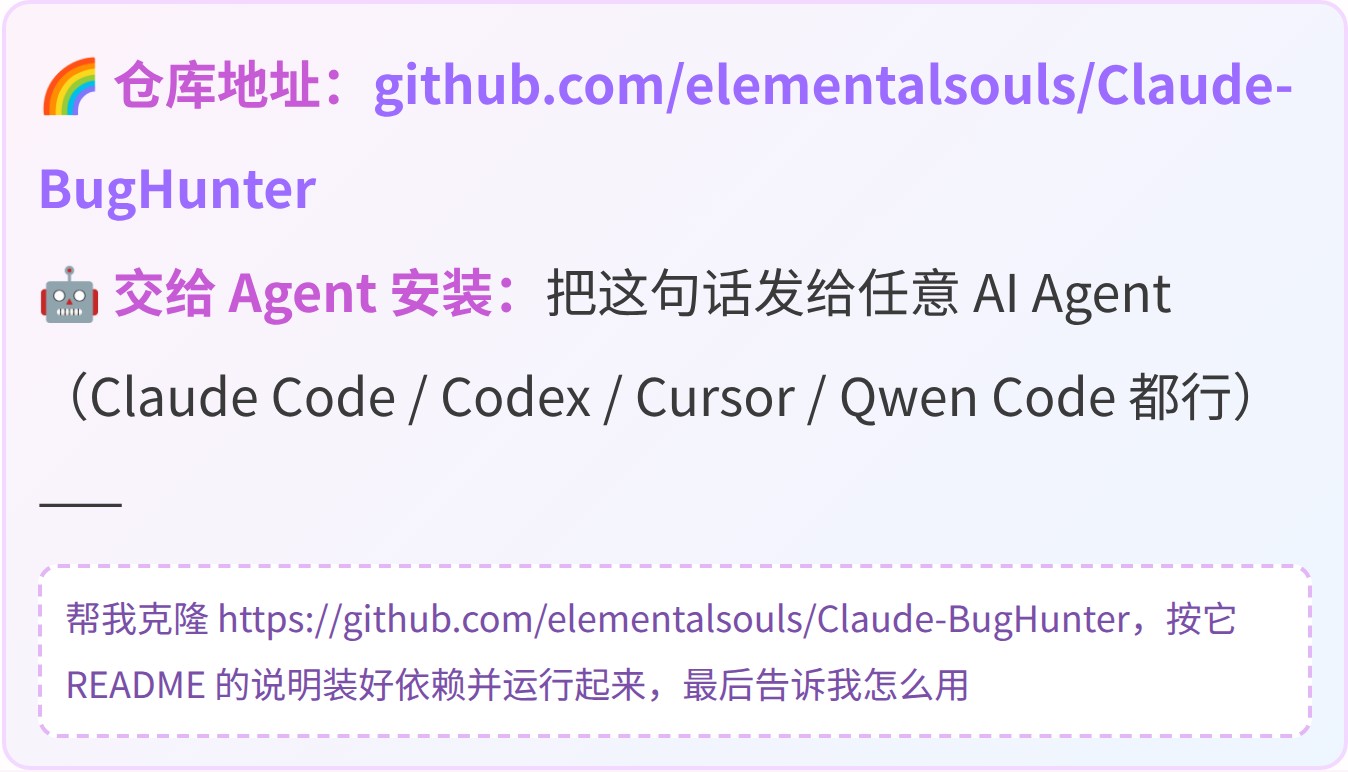 🌈 仓库地址：github.com/elementalsouls/Claude-
BugHunter
🤖 交给 Agent 安装：把这句话发给任意 AI Agent
（Claude Code / Codex / Cursor / Qwen Code 都行）
——
帮我克隆 https://github.com/elementalsouls/Claude-BugHunter，按它
README 的说明装好依赖并运行起来，最后告诉我怎么用